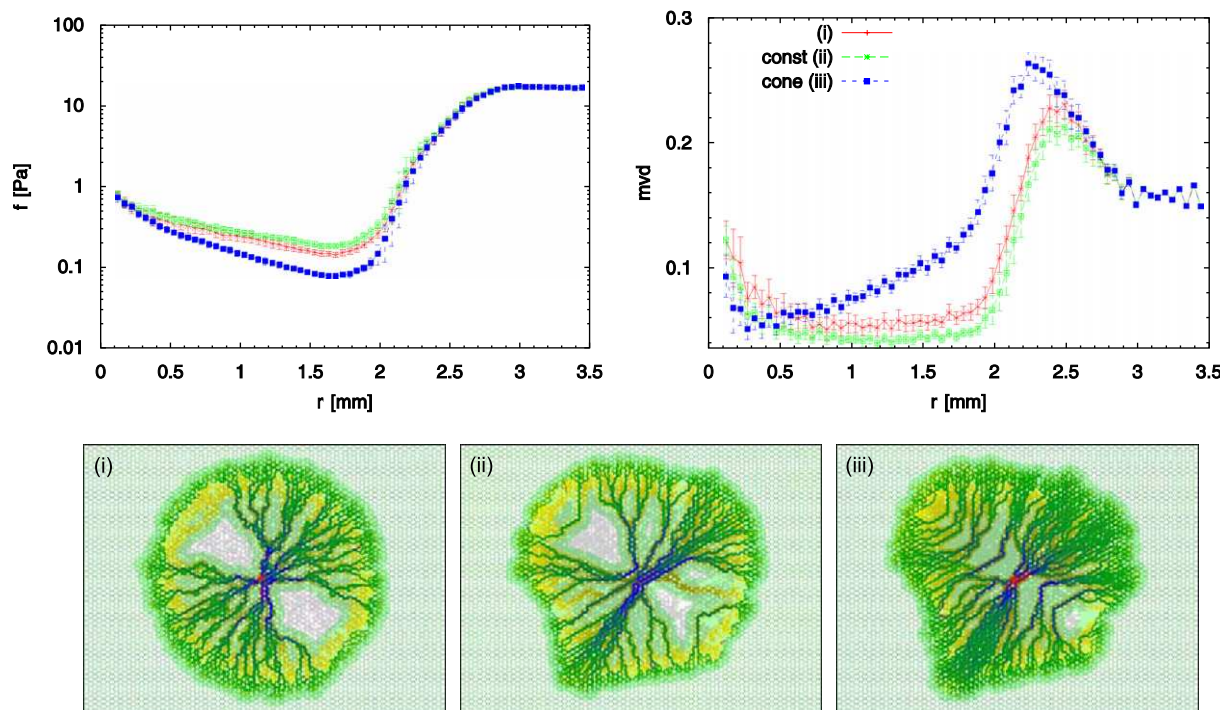 100
10
1
0.1
0.01
f [Pa]
0 0.5 1 1.5 2 2.5 3 3.5
r [mm]
0.3
0.2
0.1
mvd
(i)
const (ii)
cone (iii)
0 0.5 1 1.5 2 2.5 3 3.5
r [mm]
(i)
(ii)
(iii)